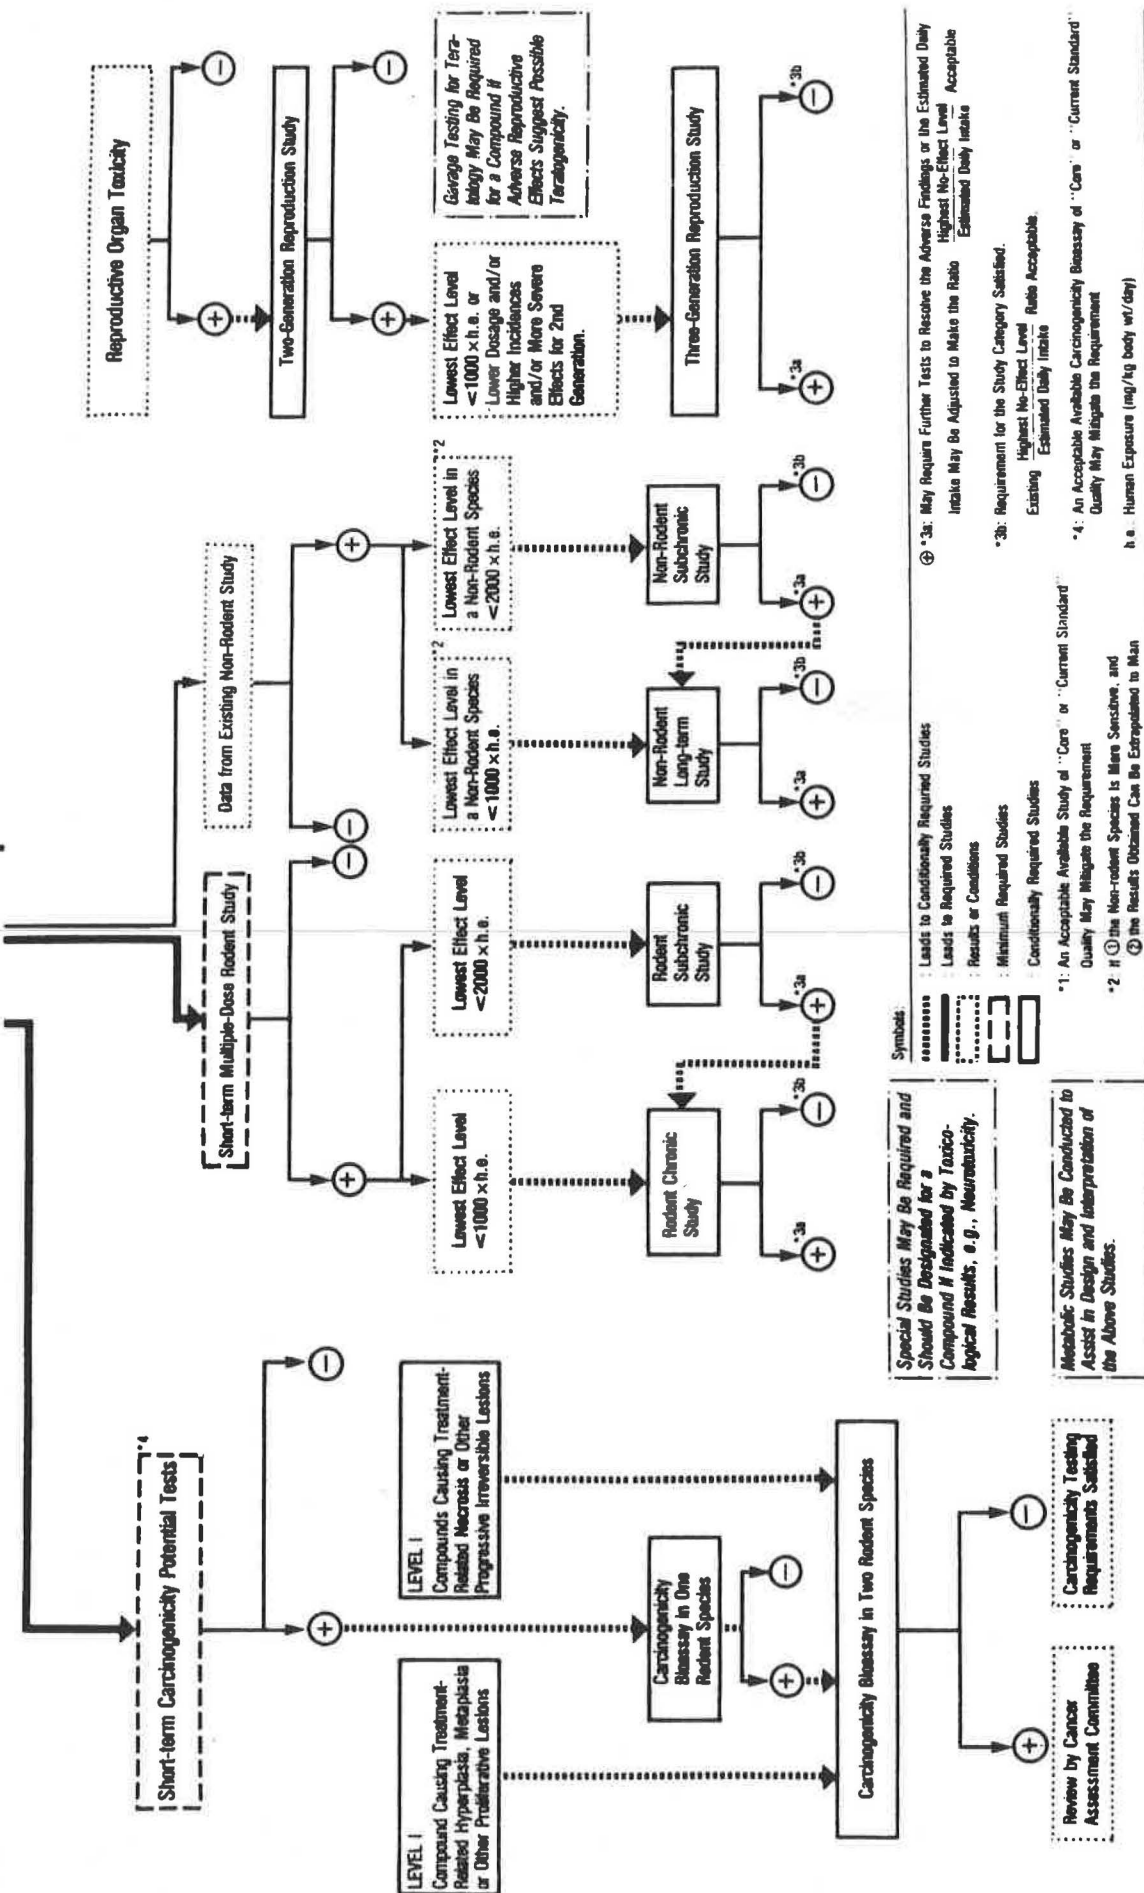 Short-term Carcinogenicity Potential Tests
*4
+
−
LEVEL I
Compound Causing Treatment-
Related Hyperplasia, Metaplasia
or Other Proliferative Lesions
LEVEL I
Compounds Causing Treatment-
Related Necrosis or Other
Progressive Irreversible Lesions
Carcinogenicity
Bioassay in One
Rodent Species
+
−
Carcinogenicity Bioassay in Two Rodent Species
+
−
Review by Cancer
Assessment Committee
Carcinogenicity Testing
Requirements Satisfied
Short-term Multiple-Dose Rodent Study
+
−
Lowest Effect Level
<1000 x h.e.
Lowest Effect Level
<2000 x h.e.
Rodent Chronic
Study
+ *3a
− *3b
Rodent
Subchronic
Study
+ *3a
− *3b
Data from Existing Non-Rodent Study
−
+
Lowest Effect Level in
a Non-Rodent Species
<1000 x h.e.
*2
Lowest Effect Level in
a Non-Rodent Species
<2000 x h.e.
*2
Non-Rodent
Long-term
Study
+ *3a
− *3b
Non-Rodent
Subchronic
Study
+ *3a
− *3b
Reproductive Organ Toxicity
+
−
Two-Generation Reproduction Study
+
−
Lowest Effect Level
<1000 x h.e. or
Lower Dosage and/or
Higher Incidences
and/or More Severe
Effects for 2nd
Generation.
Gavage Testing for Tera-
tology May Be Required
for a Compound If
Adverse Reproductive
Effects Suggest Possible
Teratogenicity.
Three-Generation Reproduction Study
+ *3a
− *3b
Special Studies May Be Required and
Should Be Designated for a
Compound If Indicated by Toxico-
logical Results, e.g., Neurotoxicity.
Metabolic Studies May Be Conducted to
Assist in Design and Interpretation of
the Above Studies.
Symbols:
: Leads to Conditionally Required Studies
: Leads to Required Studies
: Results or Conditions
: Minimum Required Studies
: Conditionally Required Studies
*1: An Acceptable Available Study of "Core" or "Current Standard"
Quality May Mitigate the Requirement
*2: If ① the Non-rodent Species Is More Sensitive, and
② the Results Obtained Can Be Extrapolated to Man
⊕ *3a: May Require Further Tests to Resolve the Adverse Findings or the Estimated Daily
Intake May Be Adjusted to Make the Ratio Highest No-Effect Level Acceptable
Estimated Daily Intake
*3b: Requirement for the Study Category Satisfied.
Existing Highest No-Effect Level Ratio Acceptable.
Estimated Daily Intake
*4: An Acceptable Available Carcinogenicity Bioassay of "Core" or "Current Standard"
Quality May Mitigate the Requirement
h.e.: Human Exposure (mg/kg body wt/day)